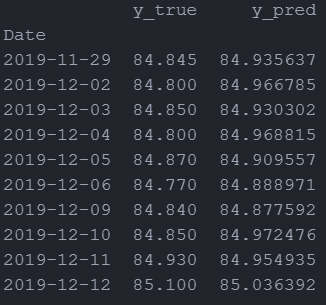 y_true y_pred
Date
2019-11-29 84.845 84.935637
2019-12-02 84.800 84.966785
2019-12-03 84.850 84.930302
2019-12-04 84.800 84.968815
2019-12-05 84.870 84.909557
2019-12-06 84.770 84.888971
2019-12-09 84.840 84.877592
2019-12-10 84.850 84.972476
2019-12-11 84.930 84.954935
2019-12-12 85.100 85.036392